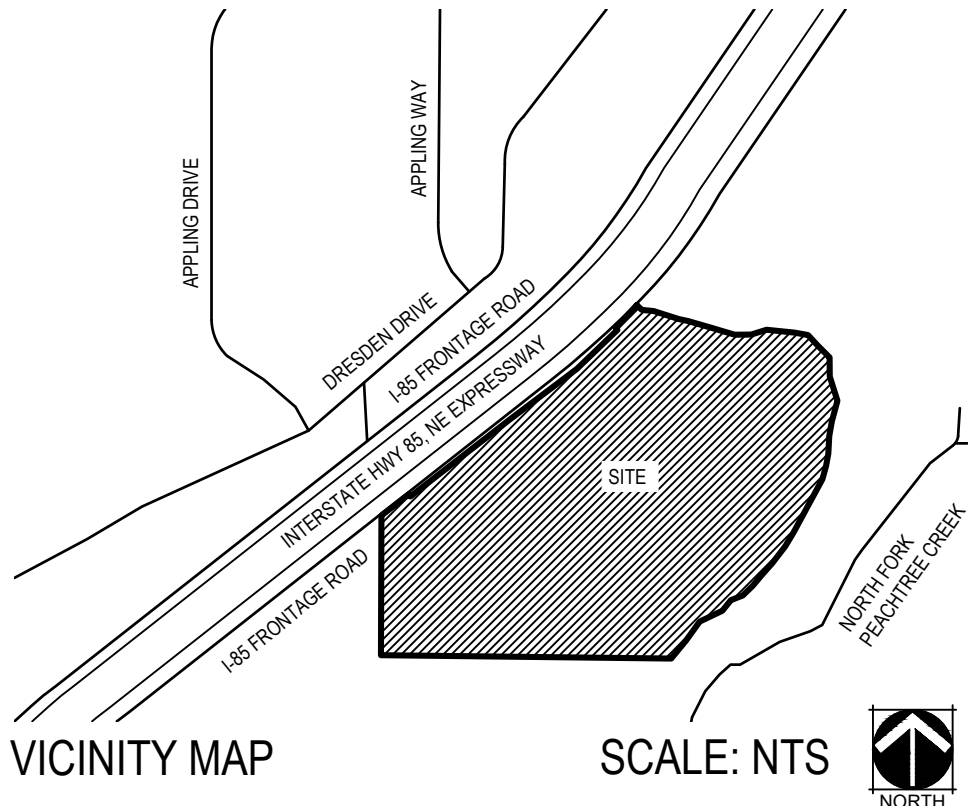 APPLING DRIVE
APPLING WAY
DRESDEN DRIVE
I-85 FRONTAGE ROAD
INTERSTATE HWY 85, NE EXPRESSWAY
I-85 FRONTAGE ROAD
SITE
NORTH FORK
PEACHTREE CREEK
VICINITY MAP
SCALE: NTS
NORTH